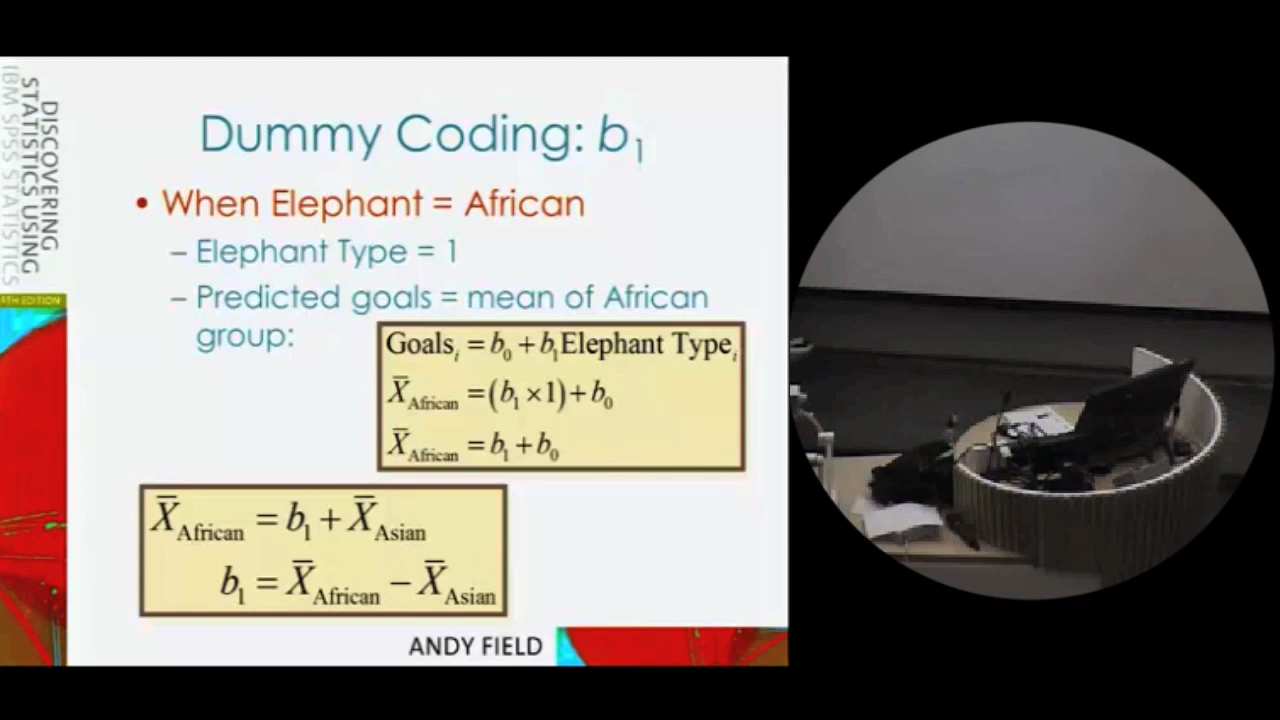 DISCOVERING
STATISTICS USING
IBM SPSS STATISTICS
4TH EDITION
Dummy Coding: b₁
• When Elephant = African
– Elephant Type = 1
– Predicted goals = mean of African
group:
Goalsᵢ = b₀ + b₁Elephant Typeᵢ
X̄African = (b₁ × 1) + b₀
X̄African = b₁ + b₀
X̄African = b₁ + X̄Asian
b₁ = X̄African − X̄Asian
ANDY FIELD